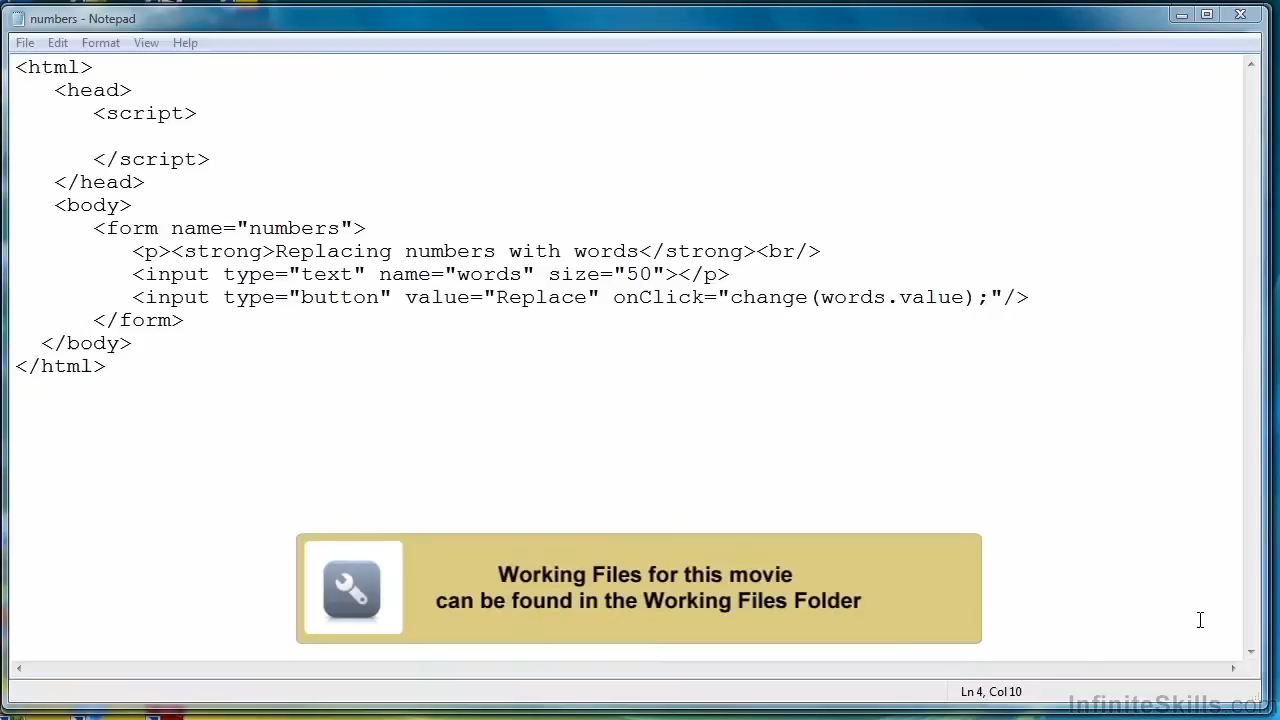 numbers - Notepad
File Edit Format View Help
<html>
<head>
<script>
</script>
</head>
<body>
<form name="numbers">
<p><strong>Replacing numbers with words</strong><br/>
<input type="text" name="words" size="50"></p>
<input type="button" value="Replace" onClick="change(words.value);"/>
</form>
</body>
</html>
Working Files for this movie
can be found in the Working Files Folder
Ln 4, Col 10
InfiniteSkills.com